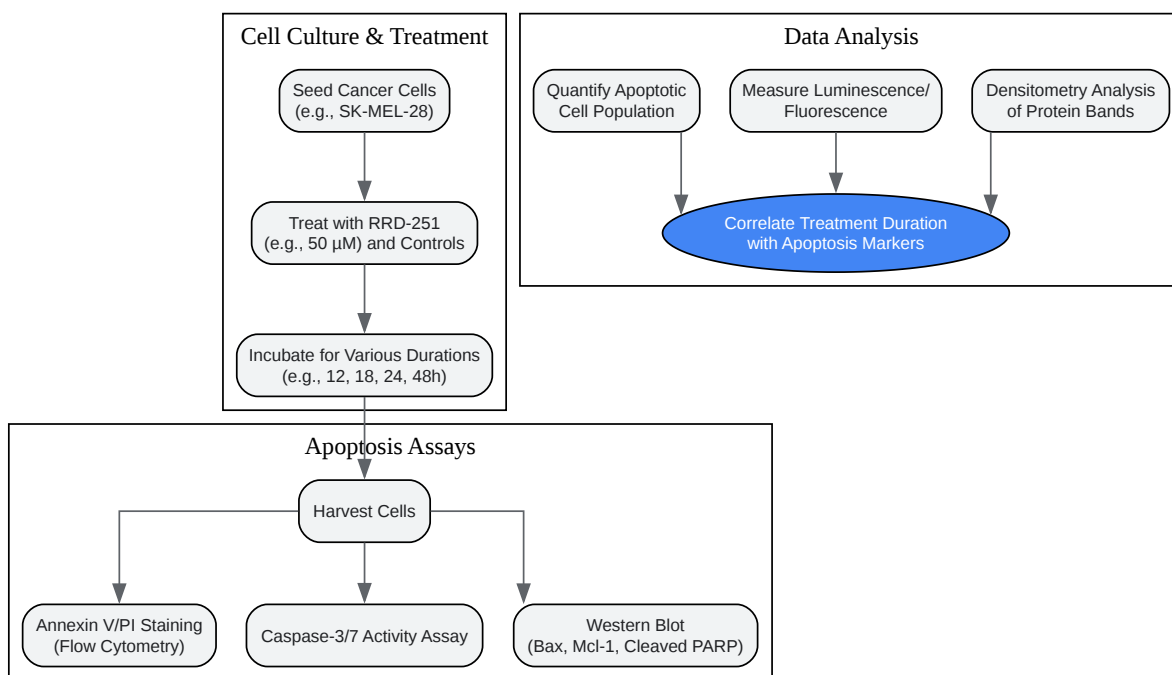 Cell Culture & Treatment
Seed Cancer Cells
(e.g., SK-MEL-28)
Treat with RRD-251
(e.g., 50 µM) and Controls
Incubate for Various Durations
(e.g., 12, 18, 24, 48h)
Data Analysis
Quantify Apoptotic
Cell Population
Measure Luminescence/
Fluorescence
Densitometry Analysis
of Protein Bands
Correlate Treatment Duration
with Apoptosis Markers
Apoptosis Assays
Harvest Cells
Annexin V/PI Staining
(Flow Cytometry)
Caspase-3/7 Activity Assay
Western Blot
(Bax, Mcl-1, Cleaved PARP)